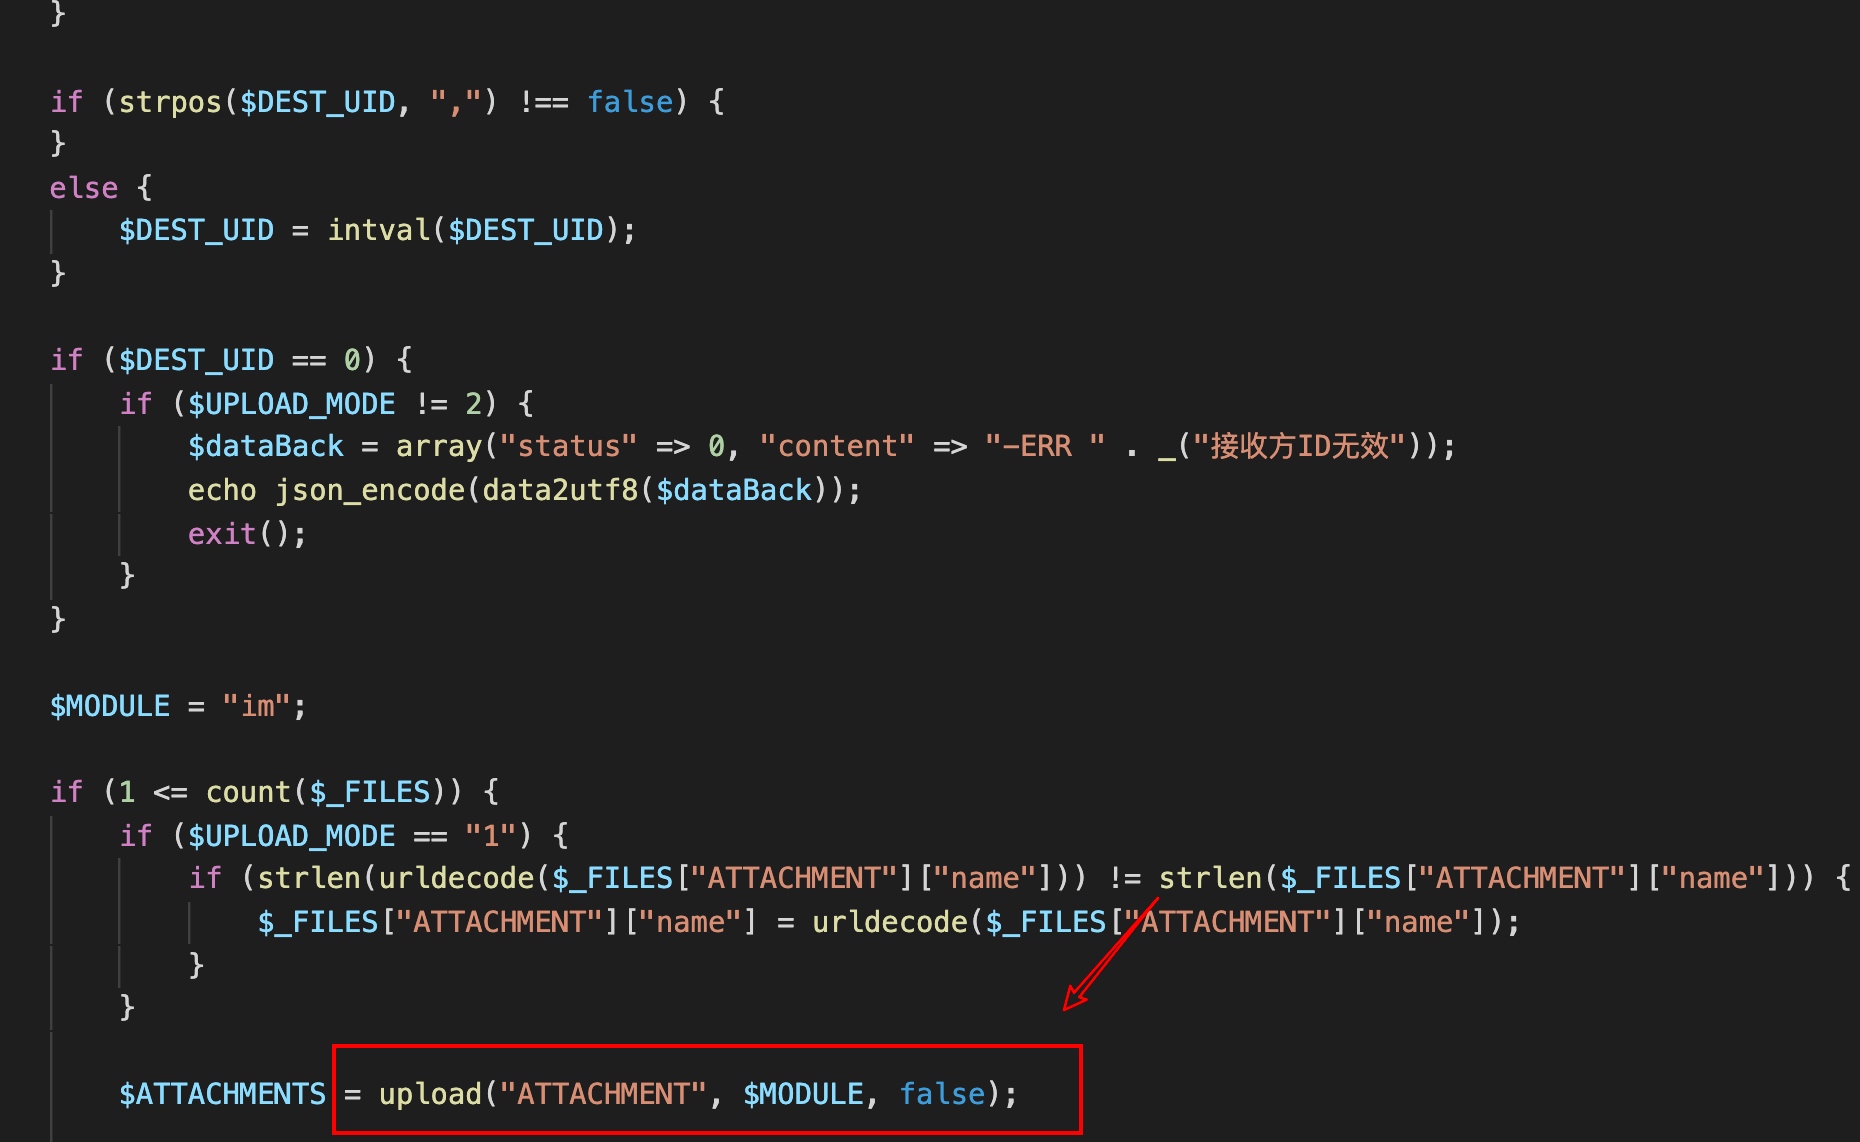 }
if (strpos($DEST_UID, ",") !== false) {
}
else {
    $DEST_UID = intval($DEST_UID);
}
if ($DEST_UID == 0) {
    if ($UPLOAD_MODE != 2) {
        $dataBack = array("status" => 0, "content" => "-ERR " . _("接收方ID无效"));
        echo json_encode(data2utf8($dataBack));
        exit();
    }
}
$MODULE = "im";
if (1 <= count($_FILES)) {
    if ($UPLOAD_MODE == "1") {
        if (strlen(urldecode($_FILES["ATTACHMENT"]["name"])) != strlen($_FILES["ATTACHMENT"]["name"])) {
            $_FILES["ATTACHMENT"]["name"] = urldecode($_FILES["ATTACHMENT"]["name"]);
        }
    }
    $ATTACHMENTS = upload("ATTACHMENT", $MODULE, false);